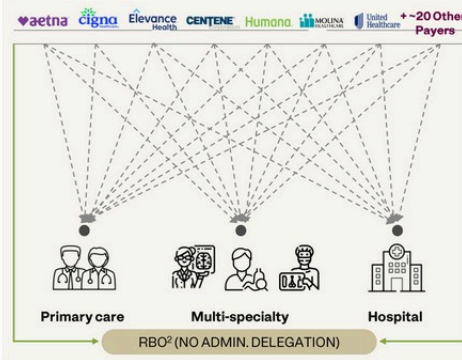 aetna cigna healthcare Elevance Health CENTENE Humana MOLINA HEALTHCARE United Healthcare + ~20 Other Payers
Primary care Multi-specialty Hospital
RBO² (NO ADMIN. DELEGATION)